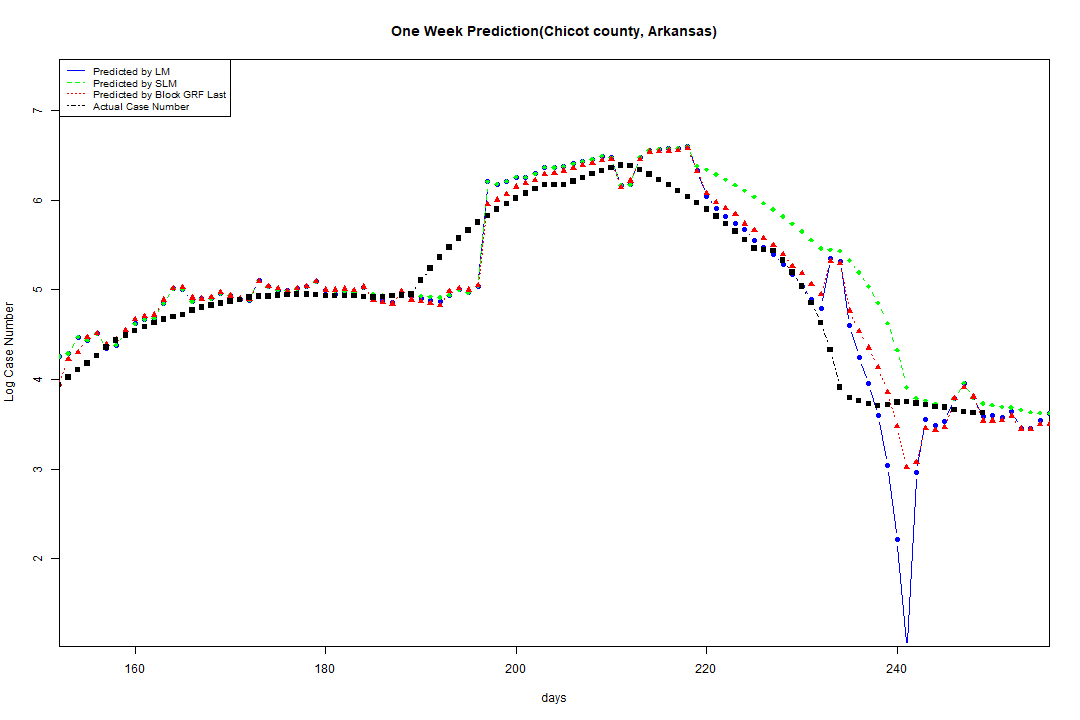 One Week Prediction(Chicot county, Arkansas)
Predicted by LM
Predicted by SLM
Predicted by Block GRF Last
Actual Case Number
7
6
5
4
3
2
Log Case Number
160 180 200 220 240
days